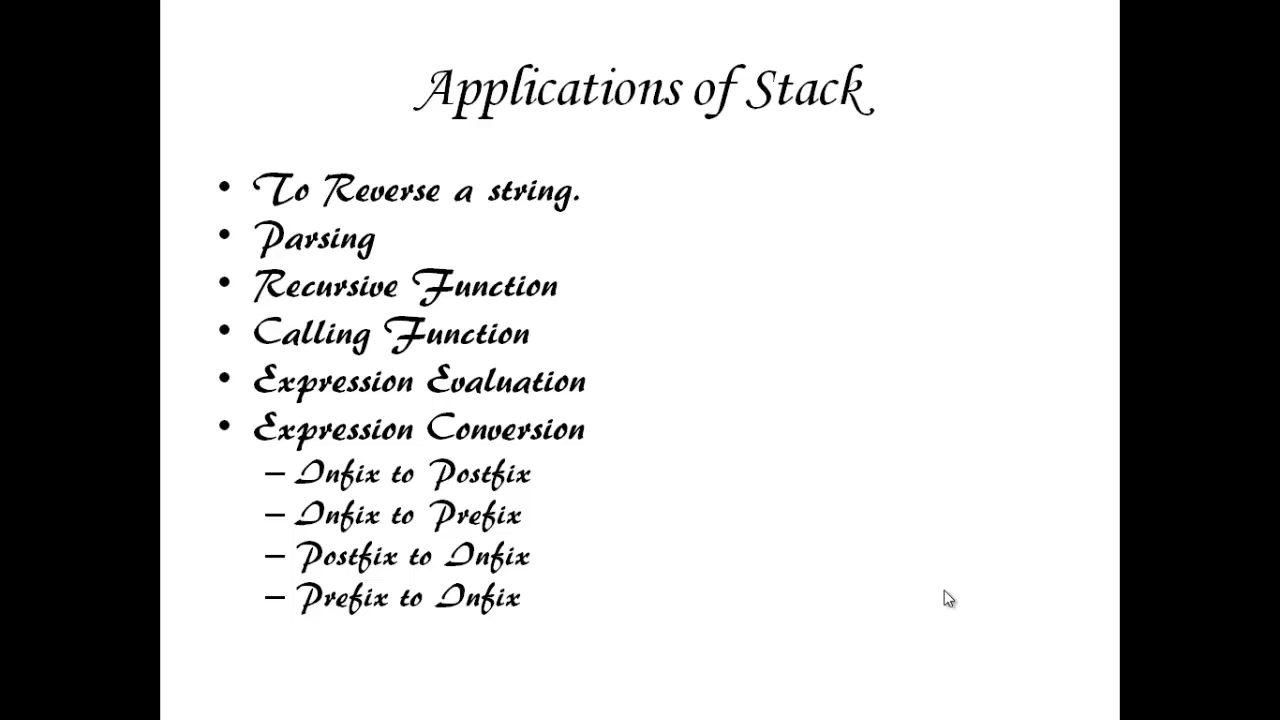 Applications of Stack
• To Reverse a string.
• Parsing
• Recursive Function
• Calling Function
• Expression Evaluation
• Expression Conversion
– Infix to Postfix
– Infix to Prefix
– Postfix to Infix
– Prefix to Infix